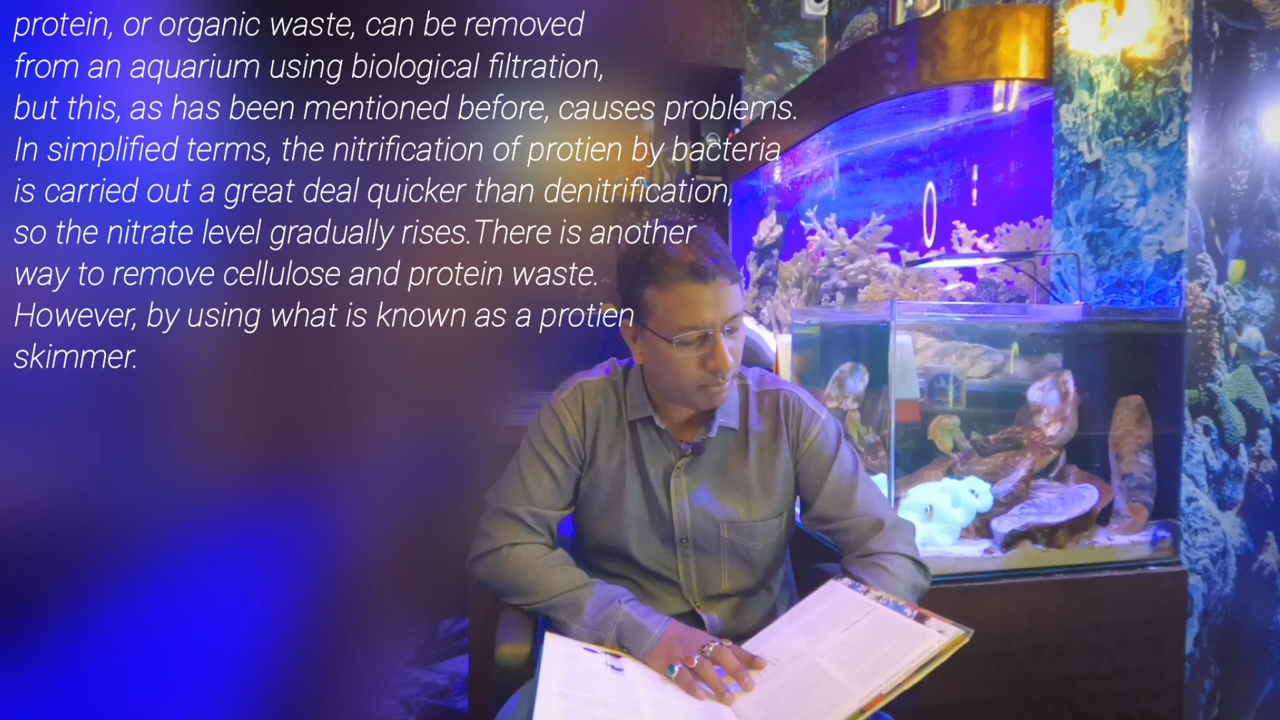 protein, or organic waste, can be removed
from an aquarium using biological filtration,
but this, as has been mentioned before, causes problems.
In simplified terms, the nitrification of protien by bacteria
is carried out a great deal quicker than denitrification,
so the nitrate level gradually rises.There is another
way to remove cellulose and protein waste.
However, by using what is known as a protien
skimmer.